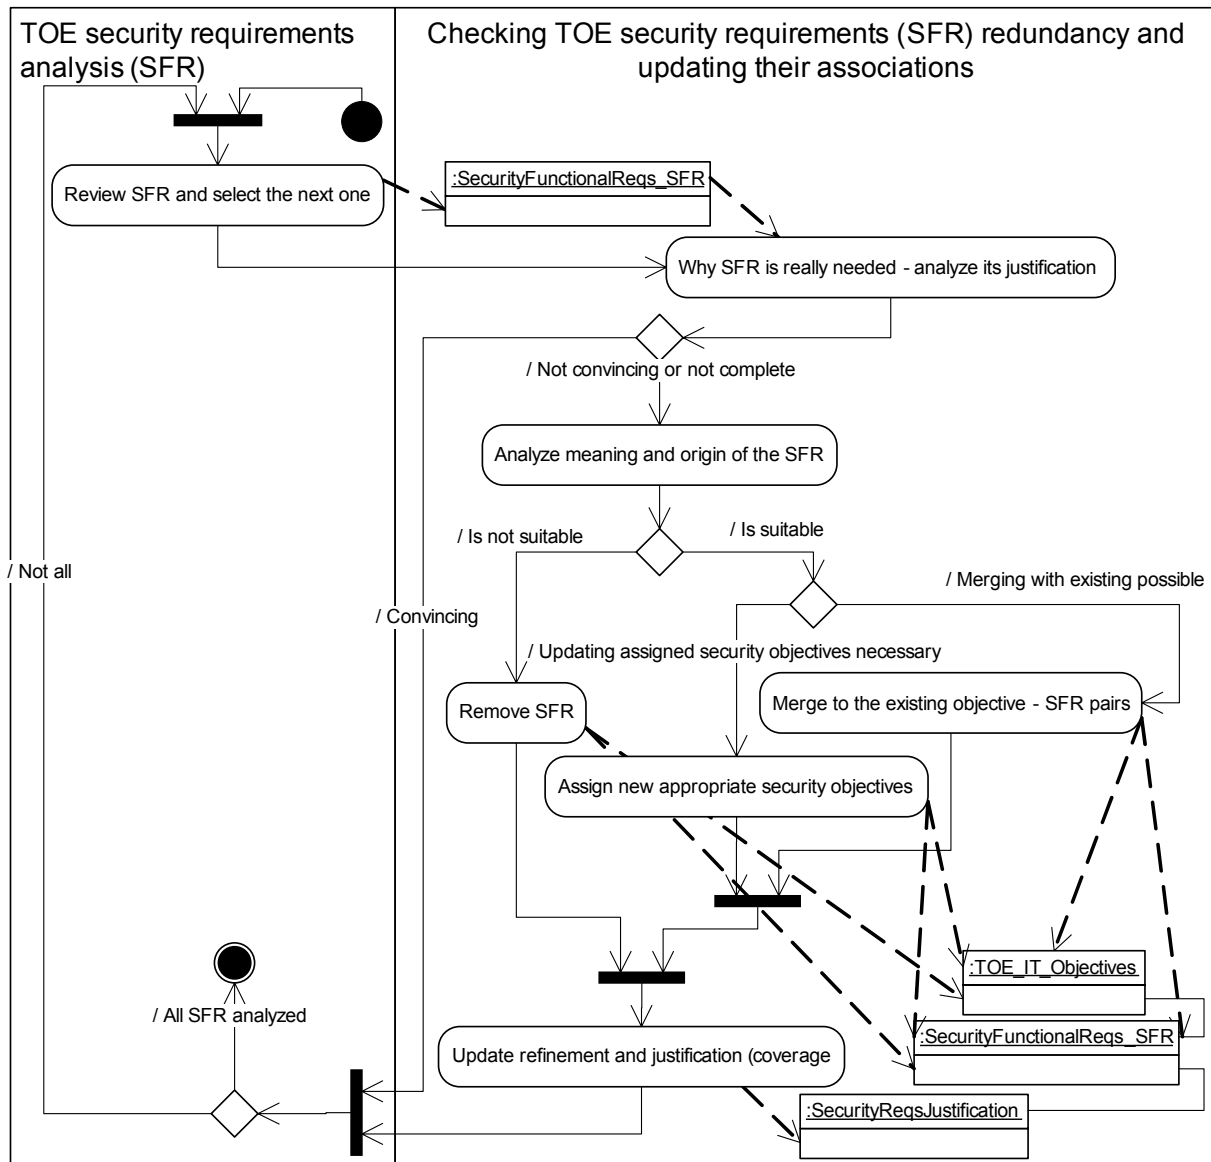 TOE security requirements
analysis (SFR)
Checking TOE security requirements (SFR) redundancy and
updating their associations
Review SFR and select the next one
:SecurityFunctionalReqs_SFR
Why SFR is really needed - analyze its justification
/ Not convincing or not complete
Analyze meaning and origin of the SFR
/ Is not suitable
/ Is suitable
/ Not all
/ Merging with existing possible
/ Convincing
/ Updating assigned security objectives necessary
Remove SFR
Merge to the existing objective - SFR pairs
Assign new appropriate security objectives
:TOE_IT_Objectives
/ All SFR analyzed
:SecurityFunctionalReqs_SFR
Update refinement and justification (coverage
:SecurityReqsJustification